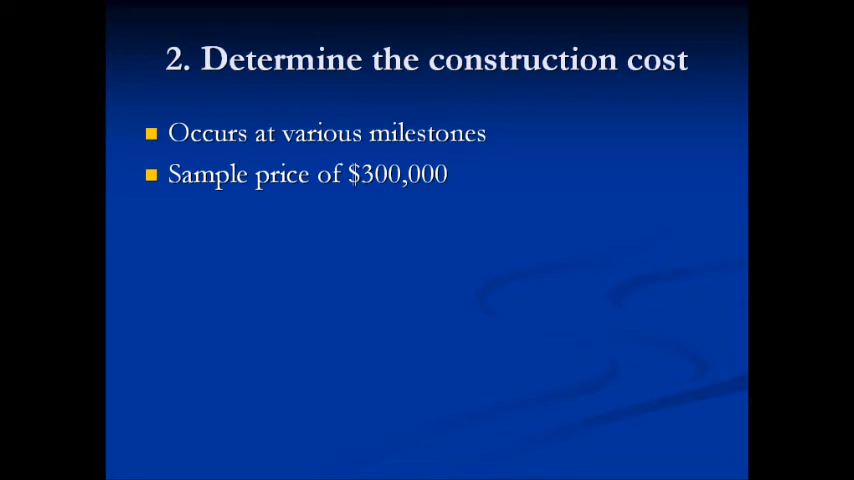 2. Determine the construction cost
Occurs at various milestones
Sample price of $300,000